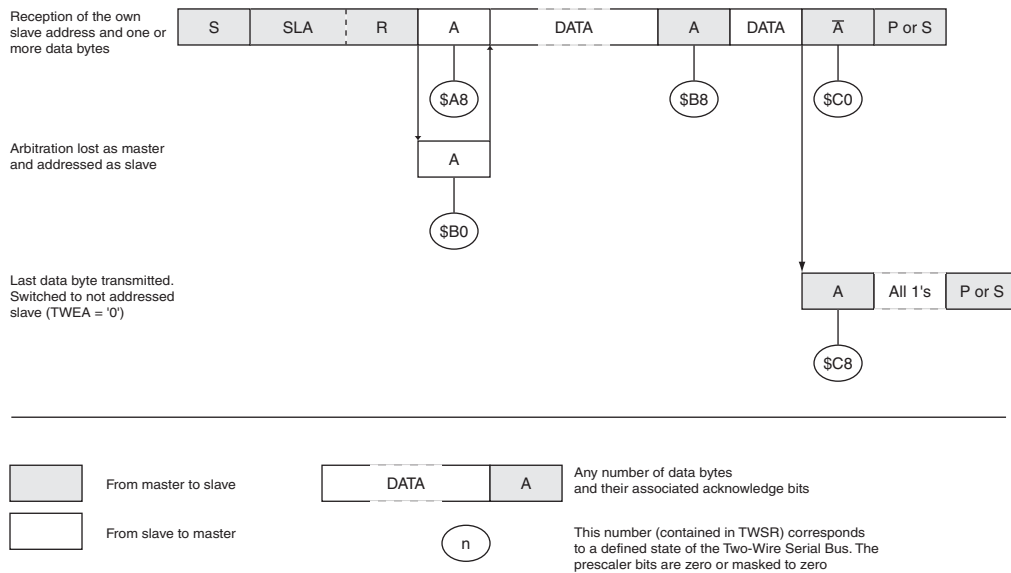 Reception of the own
slave address and one or
more data bytes
S SLA R A DATA A DATA A̅ P or S
$A8 $B8 $C0
Arbitration lost as master
and addressed as slave
A
$B0
Last data byte transmitted.
Switched to not addressed
slave (TWEA = '0')
A All 1's P or S
$C8
From master to slave
DATA A
Any number of data bytes
and their associated acknowledge bits
From slave to master
n
This number (contained in TWSR) corresponds
to a defined state of the Two-Wire Serial Bus. The
prescaler bits are zero or masked to zero